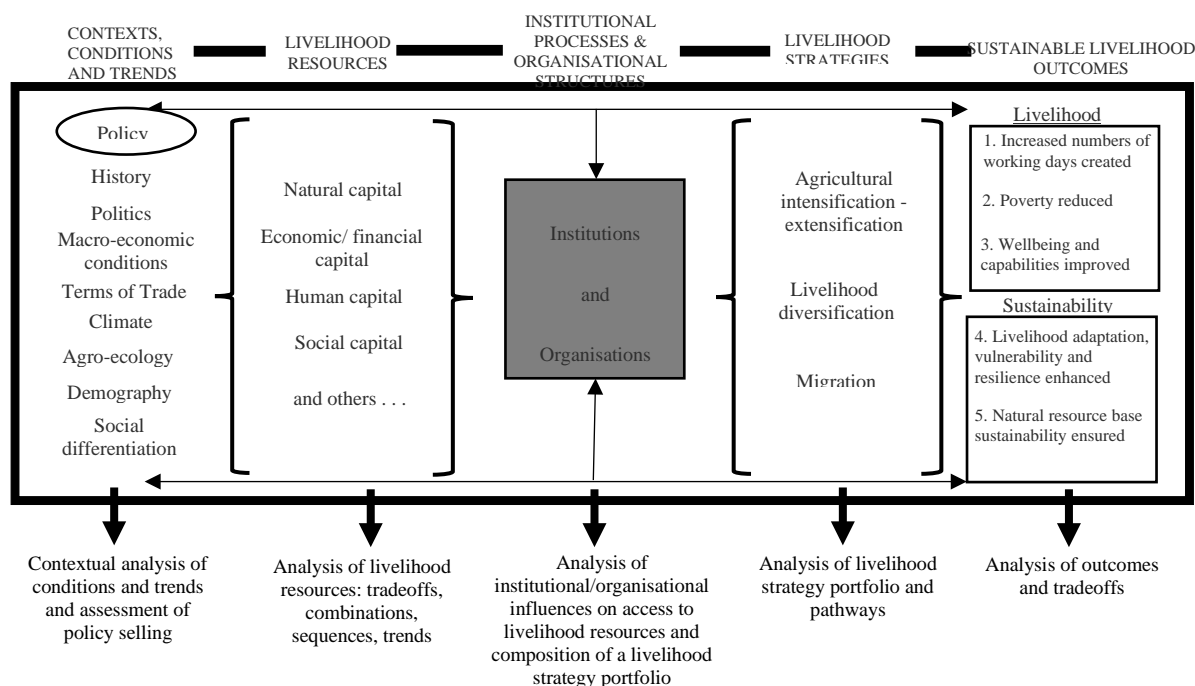 CONTEXTS,
CONDITIONS
AND TRENDS
LIVELIHOOD
RESOURCES
INSTITUTIONAL
PROCESSES &
ORGANISATIONAL
STRUCTURES
LIVELIHOOD
STRATEGIES
SUSTAINABLE LIVELIHOOD
OUTCOMES
Policy
History
Politics
Macro-economic
conditions
Terms of Trade
Climate
Agro-ecology
Demography
Social
differentiation
Natural capital
Economic/ financial
capital
Human capital
Social capital
and others . . .
Institutions
and
Organisations
Agricultural
intensification -
extensification
Livelihood
diversification
Migration
Livelihood
1. Increased numbers of
working days created
2. Poverty reduced
3. Wellbeing and
capabilities improved
Sustainability
4. Livelihood adaptation,
vulnerability and
resilience enhanced
5. Natural resource base
sustainability ensured
Contextual analysis of
conditions and trends
and assessment of
policy selling
Analysis of livelihood
resources: tradeoffs,
combinations,
sequences, trends
Analysis of
institutional/organisational
influences on access to
livelihood resources and
composition of a livelihood
strategy portfolio
Analysis of livelihood
strategy portfolio and
pathways
Analysis of outcomes
and tradeoffs